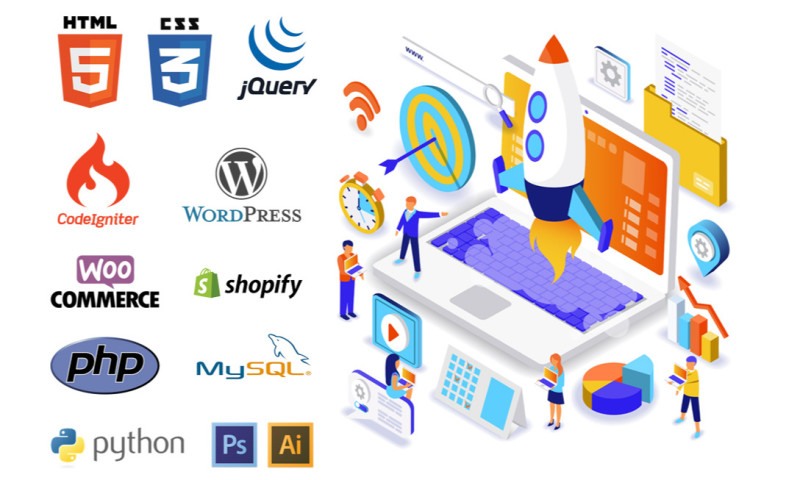 HTML
5
CSS
3
jQuery
www.
CodeIgniter
W
WORDPRESS
WOO
COMMERCE
S
shopify
php
MySQL®
python
Ps
Ai